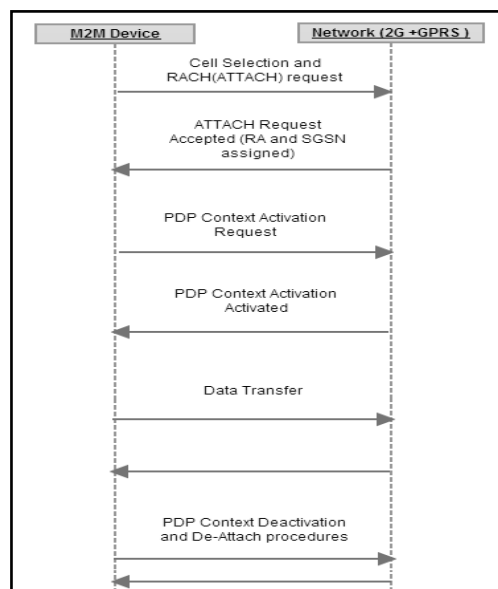 M2M Device
Network (2G +GPRS )
Cell Selection and
RACH(ATTACH) request
ATTACH Request
Accepted (RA and SGSN
assigned)
PDP Context Activation
Request
PDP Context Activation
Activated
Data Transfer
PDP Context Deactivation
and De-Attach procedures